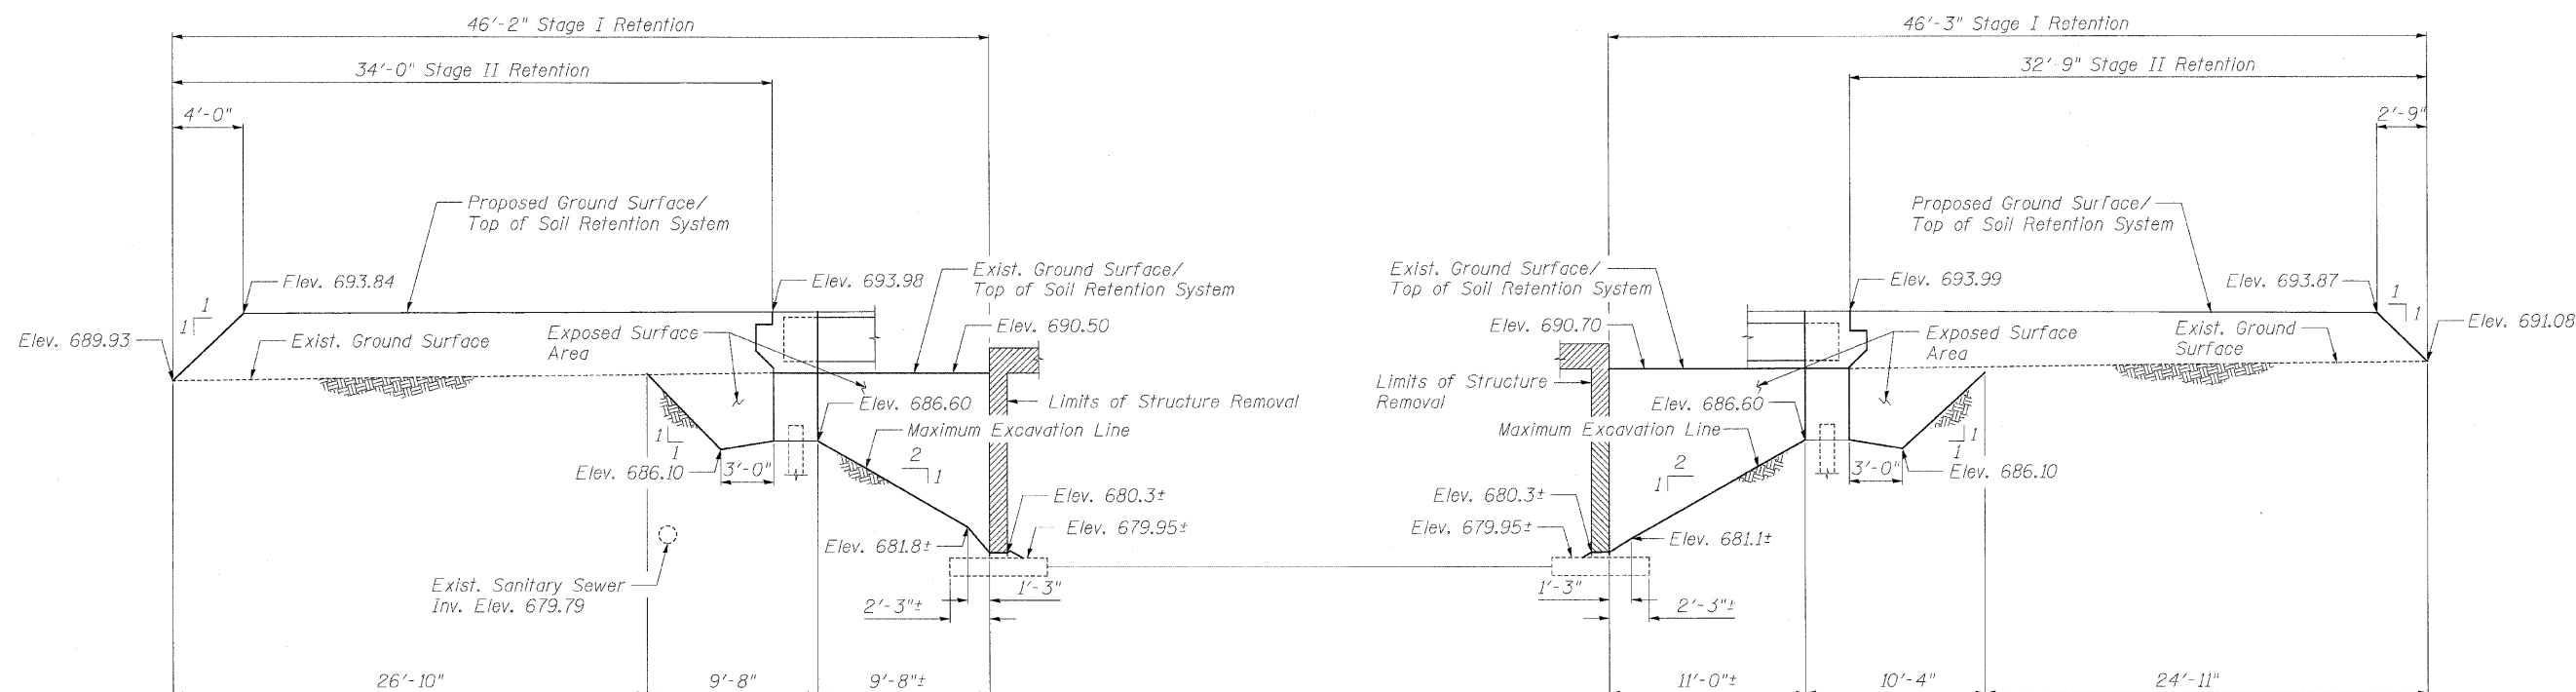 46'-2" Stage I Retention
46'-3" Stage I Retention
34'-0" Stage II Retention
32'-9" Stage II Retention
4'-0"
2'-9"
Proposed Ground Surface/
Top of Soil Retention System
Proposed Ground Surface/
Top of Soil Retention System
Elev. 693.84
Elev. 693.98
Exist. Ground Surface/
Top of Soil Retention System
Exist. Ground Surface/
Top of Soil Retention System
Elev. 693.99
Elev. 693.87
1
1
1
1
Elev. 689.93
Exist. Ground Surface
Exposed Surface
Area
Elev. 690.50
Elev. 690.70
Exposed Surface
Area
Exist. Ground
Surface
Elev. 691.08
Limits of Structure
Removal
Elev. 686.60
Limits of Structure Removal
Elev. 686.60
1
1
Maximum Excavation Line
Maximum Excavation Line
1
1
Elev. 686.10
3'-0"
2
1
2
1
3'-0"
Elev. 686.10
Elev. 680.3±
Elev. 680.3±
Elev. 679.95±
Elev. 679.95±
Elev. 681.8±
Elev. 681.1±
Exist. Sanitary Sewer
Inv. Elev. 679.79
1'-3"
1'-3"
2'-3"±
2'-3"±
26'-10"
9'-8"
9'-8"±
11'-0"±
10'-4"
24'-11"